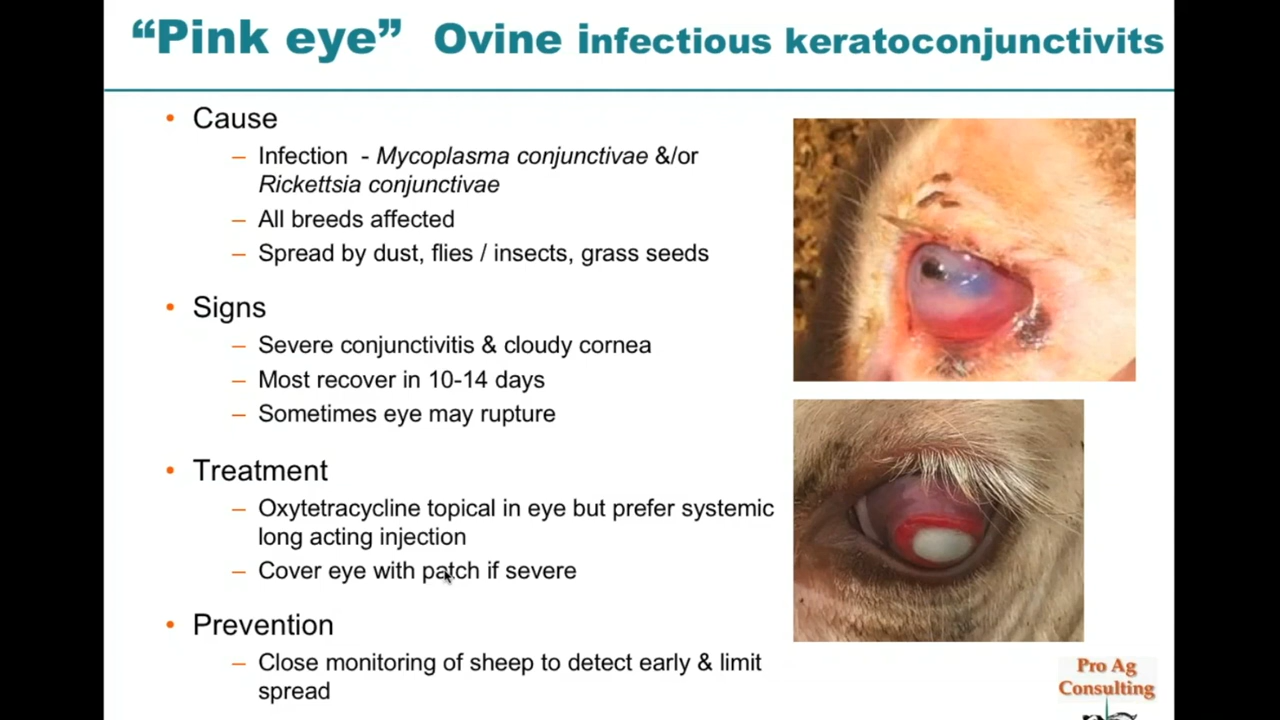 “Pink eye” Ovine infectious keratoconjunctivits
• Cause
– Infection - Mycoplasma conjunctivae &/or
Rickettsia conjunctivae
– All breeds affected
– Spread by dust, flies / insects, grass seeds
• Signs
– Severe conjunctivitis & cloudy cornea
– Most recover in 10-14 days
– Sometimes eye may rupture
• Treatment
– Oxytetracycline topical in eye but prefer systemic
long acting injection
– Cover eye with patch if severe
• Prevention
– Close monitoring of sheep to detect early & limit
spread
Pro Ag
Consulting